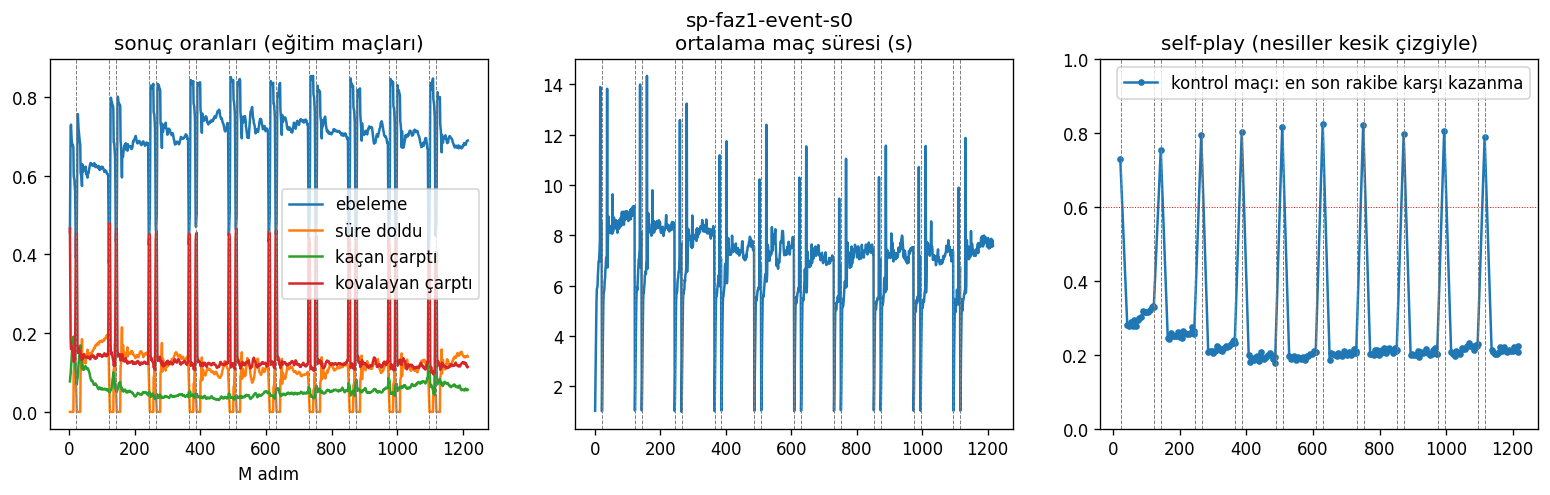 sp-faz1-event-s0
sonuç oranları (eğitim maçları)
0.8
0.6
0.4
0.2
0.0
ebeleme
süre doldu
kaçan çarptı
kovalayan çarptı
0 200 400 600 800 1000 1200
M adım
ortalama maç süresi (s)
14
12
10
8
6
4
2
0 200 400 600 800 1000 1200
self-play (nesiller kesik çizgiyle)
1.0
0.8
0.6
0.4
0.2
0.0
kontrol maçı: en son rakibe karşı kazanma
0 200 400 600 800 1000 1200